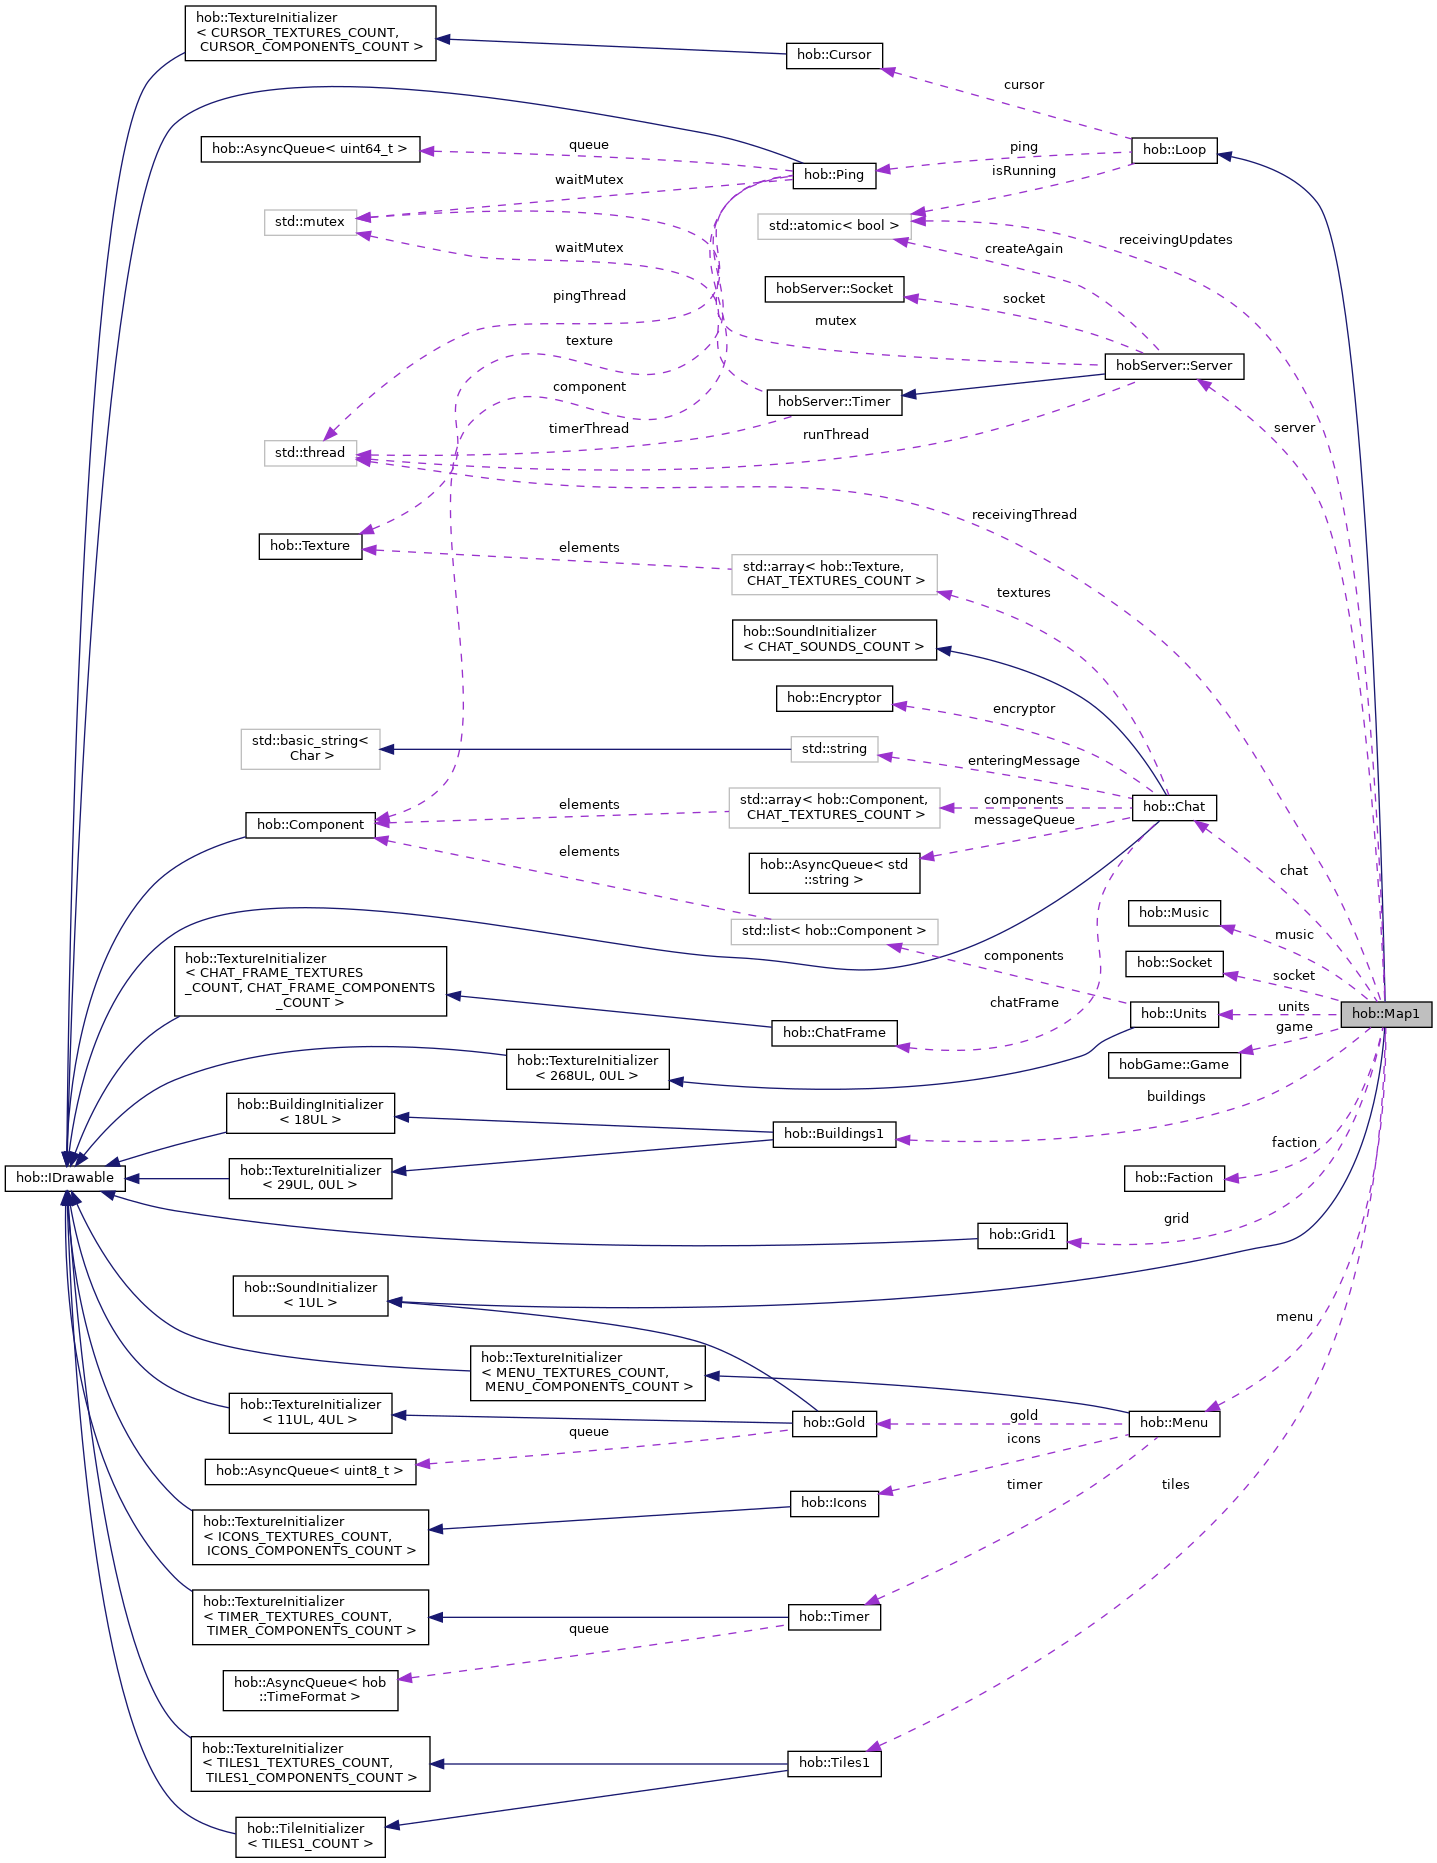 hob::TextureInitializer
< CURSOR_TEXTURES_COUNT,
CURSOR_COMPONENTS_COUNT >
hob::Cursor
cursor
hob::AsyncQueue< uint64_t >
queue
hob::Ping
ping
hob::Loop
isRunning
waitMutex
std::mutex
std::atomic< bool >
receivingUpdates
waitMutex
createAgain
pingThread
hobServer::Socket
socket
mutex
texture
hobServer::Server
component
hobServer::Timer
timerThread
runThread
server
std::thread
receivingThread
hob::Texture
elements
std::array< hob::Texture,
CHAT_TEXTURES_COUNT >
textures
hob::SoundInitializer
< CHAT_SOUNDS_COUNT >
hob::Encryptor
encryptor
std::basic_string<
Char >
std::string
enteringMessage
hob::Component
elements
std::array< hob::Component,
CHAT_TEXTURES_COUNT >
components
hob::Chat
messageQueue
elements
hob::AsyncQueue< std
::string >
chat
std::list< hob::Component >
hob::Music
music
hob::TextureInitializer
< CHAT_FRAME_TEXTURES
_COUNT, CHAT_FRAME_COMPONENTS
_COUNT >
components
hob::Socket
socket
chatFrame
hob::ChatFrame
hob::Units
units
hob::Map1
game
hob::TextureInitializer
< 268UL, 0UL >
hobGame::Game
hob::BuildingInitializer
< 18UL >
buildings
hob::Buildings1
faction
hob::IDrawable
hob::TextureInitializer
< 29UL, 0UL >
hob::Faction
grid
hob::Grid1
hob::SoundInitializer
< 1UL >
menu
hob::TextureInitializer
< MENU_TEXTURES_COUNT,
MENU_COMPONENTS_COUNT >
hob::TextureInitializer
< 11UL, 4UL >
hob::Gold
gold
hob::Menu
queue
icons
hob::AsyncQueue< uint8_t >
timer
tiles
hob::Icons
hob::TextureInitializer
< ICONS_TEXTURES_COUNT,
ICONS_COMPONENTS_COUNT >
hob::TextureInitializer
< TIMER_TEXTURES_COUNT,
TIMER_COMPONENTS_COUNT >
hob::Timer
queue
hob::AsyncQueue< hob
::TimeFormat >
hob::TextureInitializer
< TILES1_TEXTURES_COUNT,
TILES1_COMPONENTS_COUNT >
hob::Tiles1
hob::TileInitializer
< TILES1_COUNT >